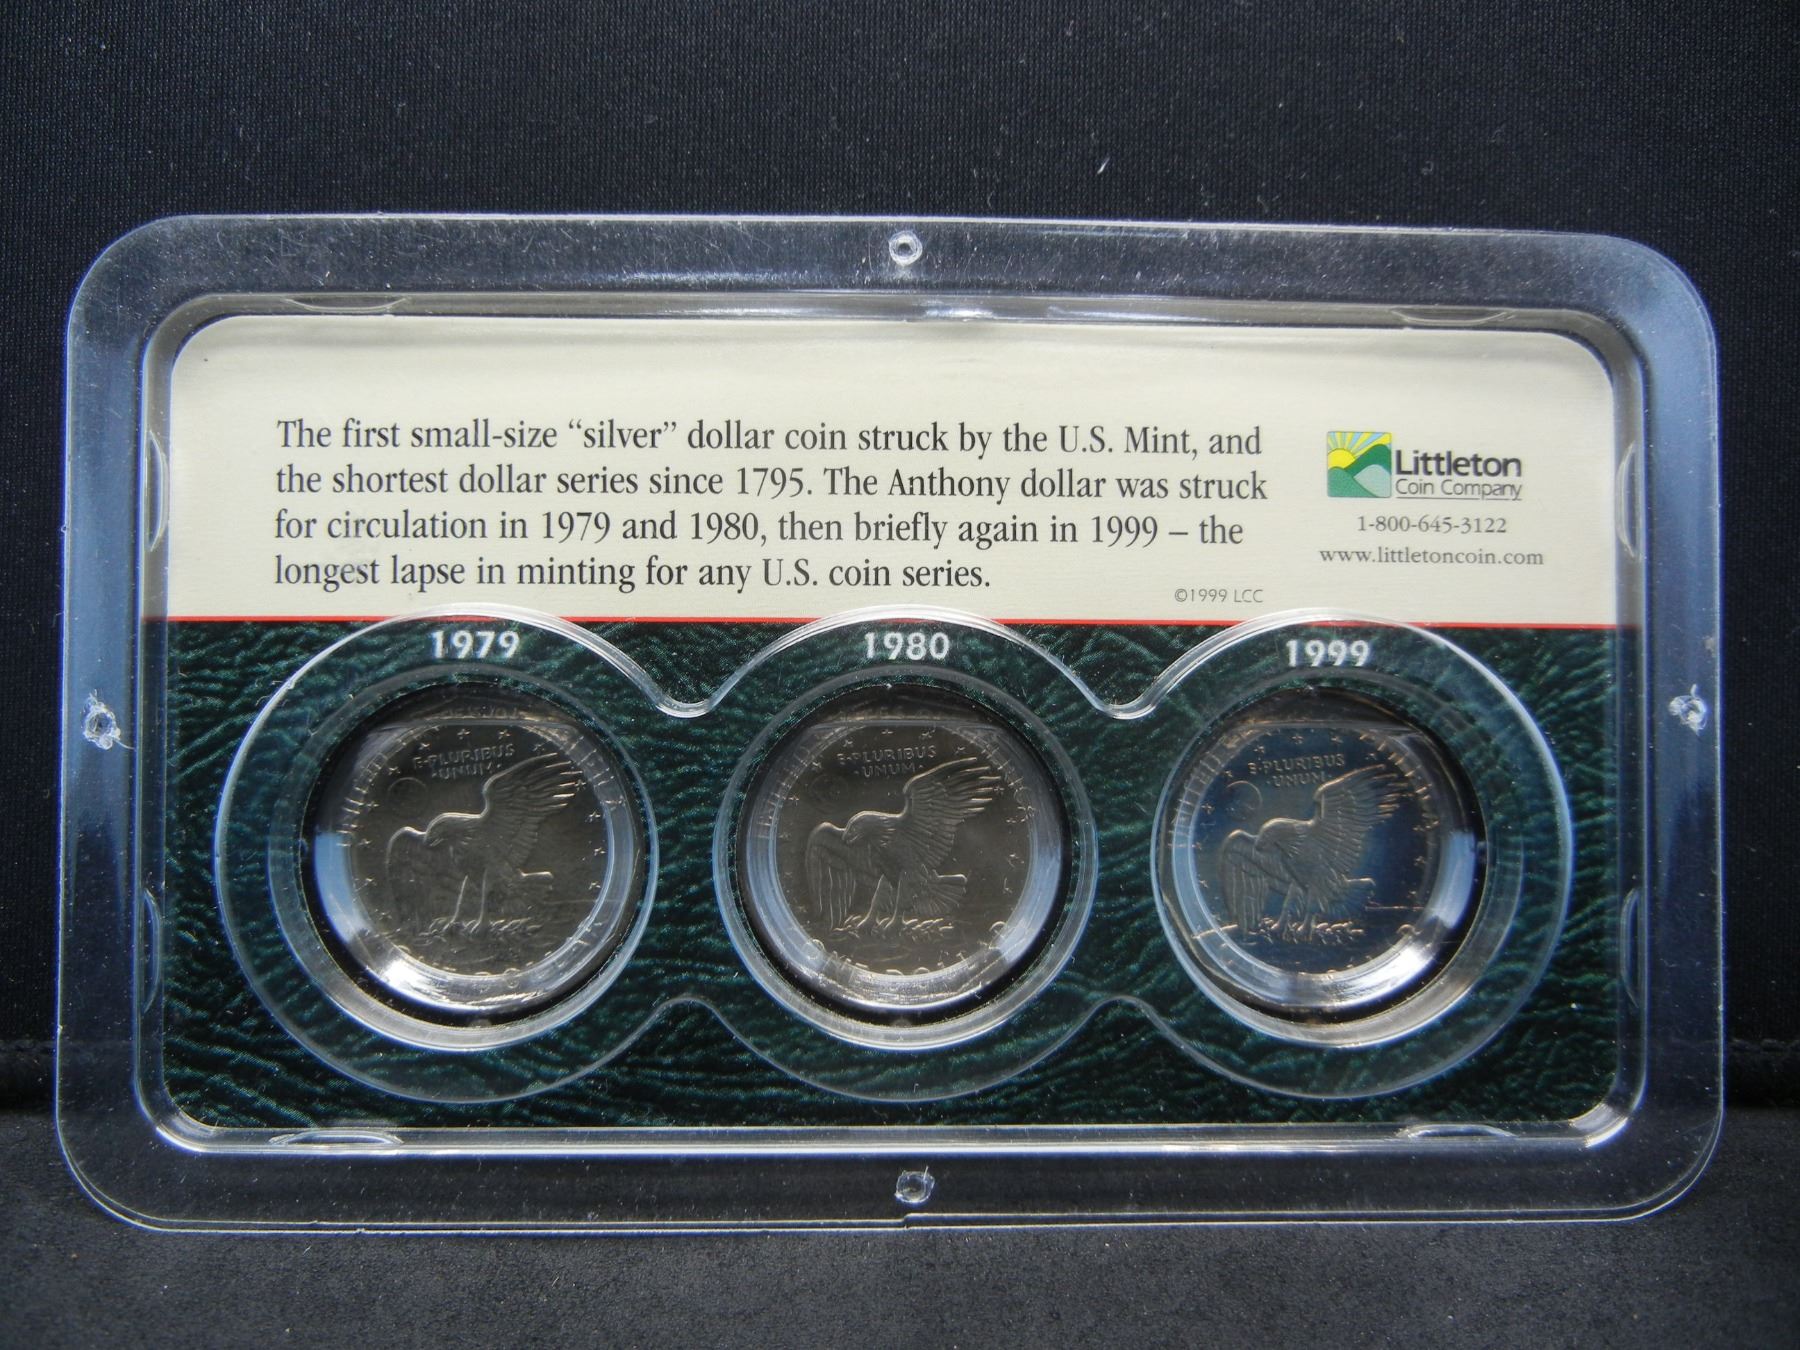 The first small-size “silver” dollar coin struck by the U.S. Mint, and
the shortest dollar series since 1795. The Anthony dollar was struck
for circulation in 1979 and 1980, then briefly again in 1999 – the
longest lapse in minting for any U.S. coin series.
©1999 LCC
Littleton
Coin Company
1-800-645-3122
www.littletoncoin.com
1979
1980
1999
E·PLURIBUS
·UNUM·
E·PLURIBUS
·UNUM·
E·PLURIBUS
UNUM·